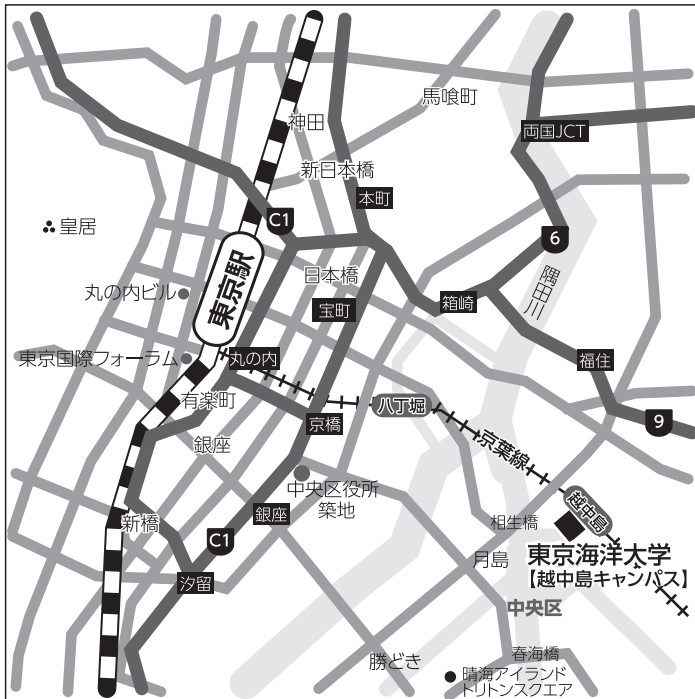 馬喰町
神田
両国JCT
新日本橋
本町
C1
皇居
6
日本橋
隅田川
丸の内ビル
東京駅
宝町
箱崎
東京国際フォーラム
丸の内
福住
有楽町
八丁堀
京橋
9
銀座
京葉線
中央区役所
築地
越中島
銀座
新橋
相生橋
C1
東京海洋大学
【越中島キャンパス】
月島
汐留
中央区
春海橋
勝どき
晴海アイランド
トリトンスクエア